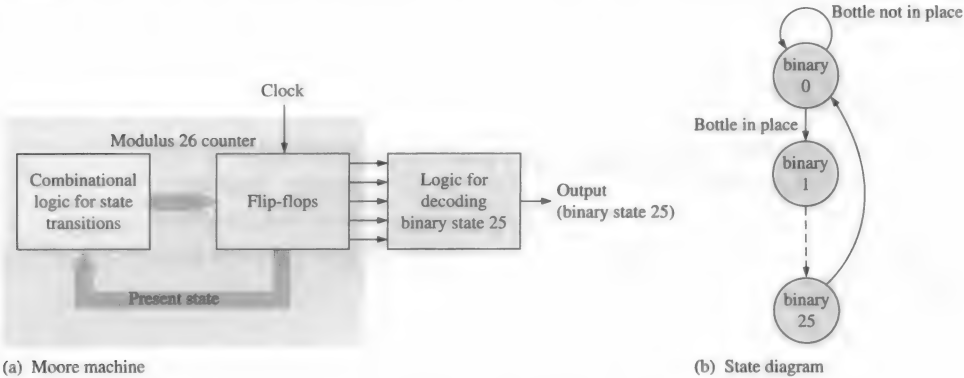 Clock
Modulus 26 counter
Combinational
logic for state
transitions
Flip-flops
Logic for
decoding
binary state 25
Output
(binary state 25)
Present state
(a) Moore machine
Bottle not in place
binary
0
Bottle in place
binary
1
binary
25
(b) State diagram